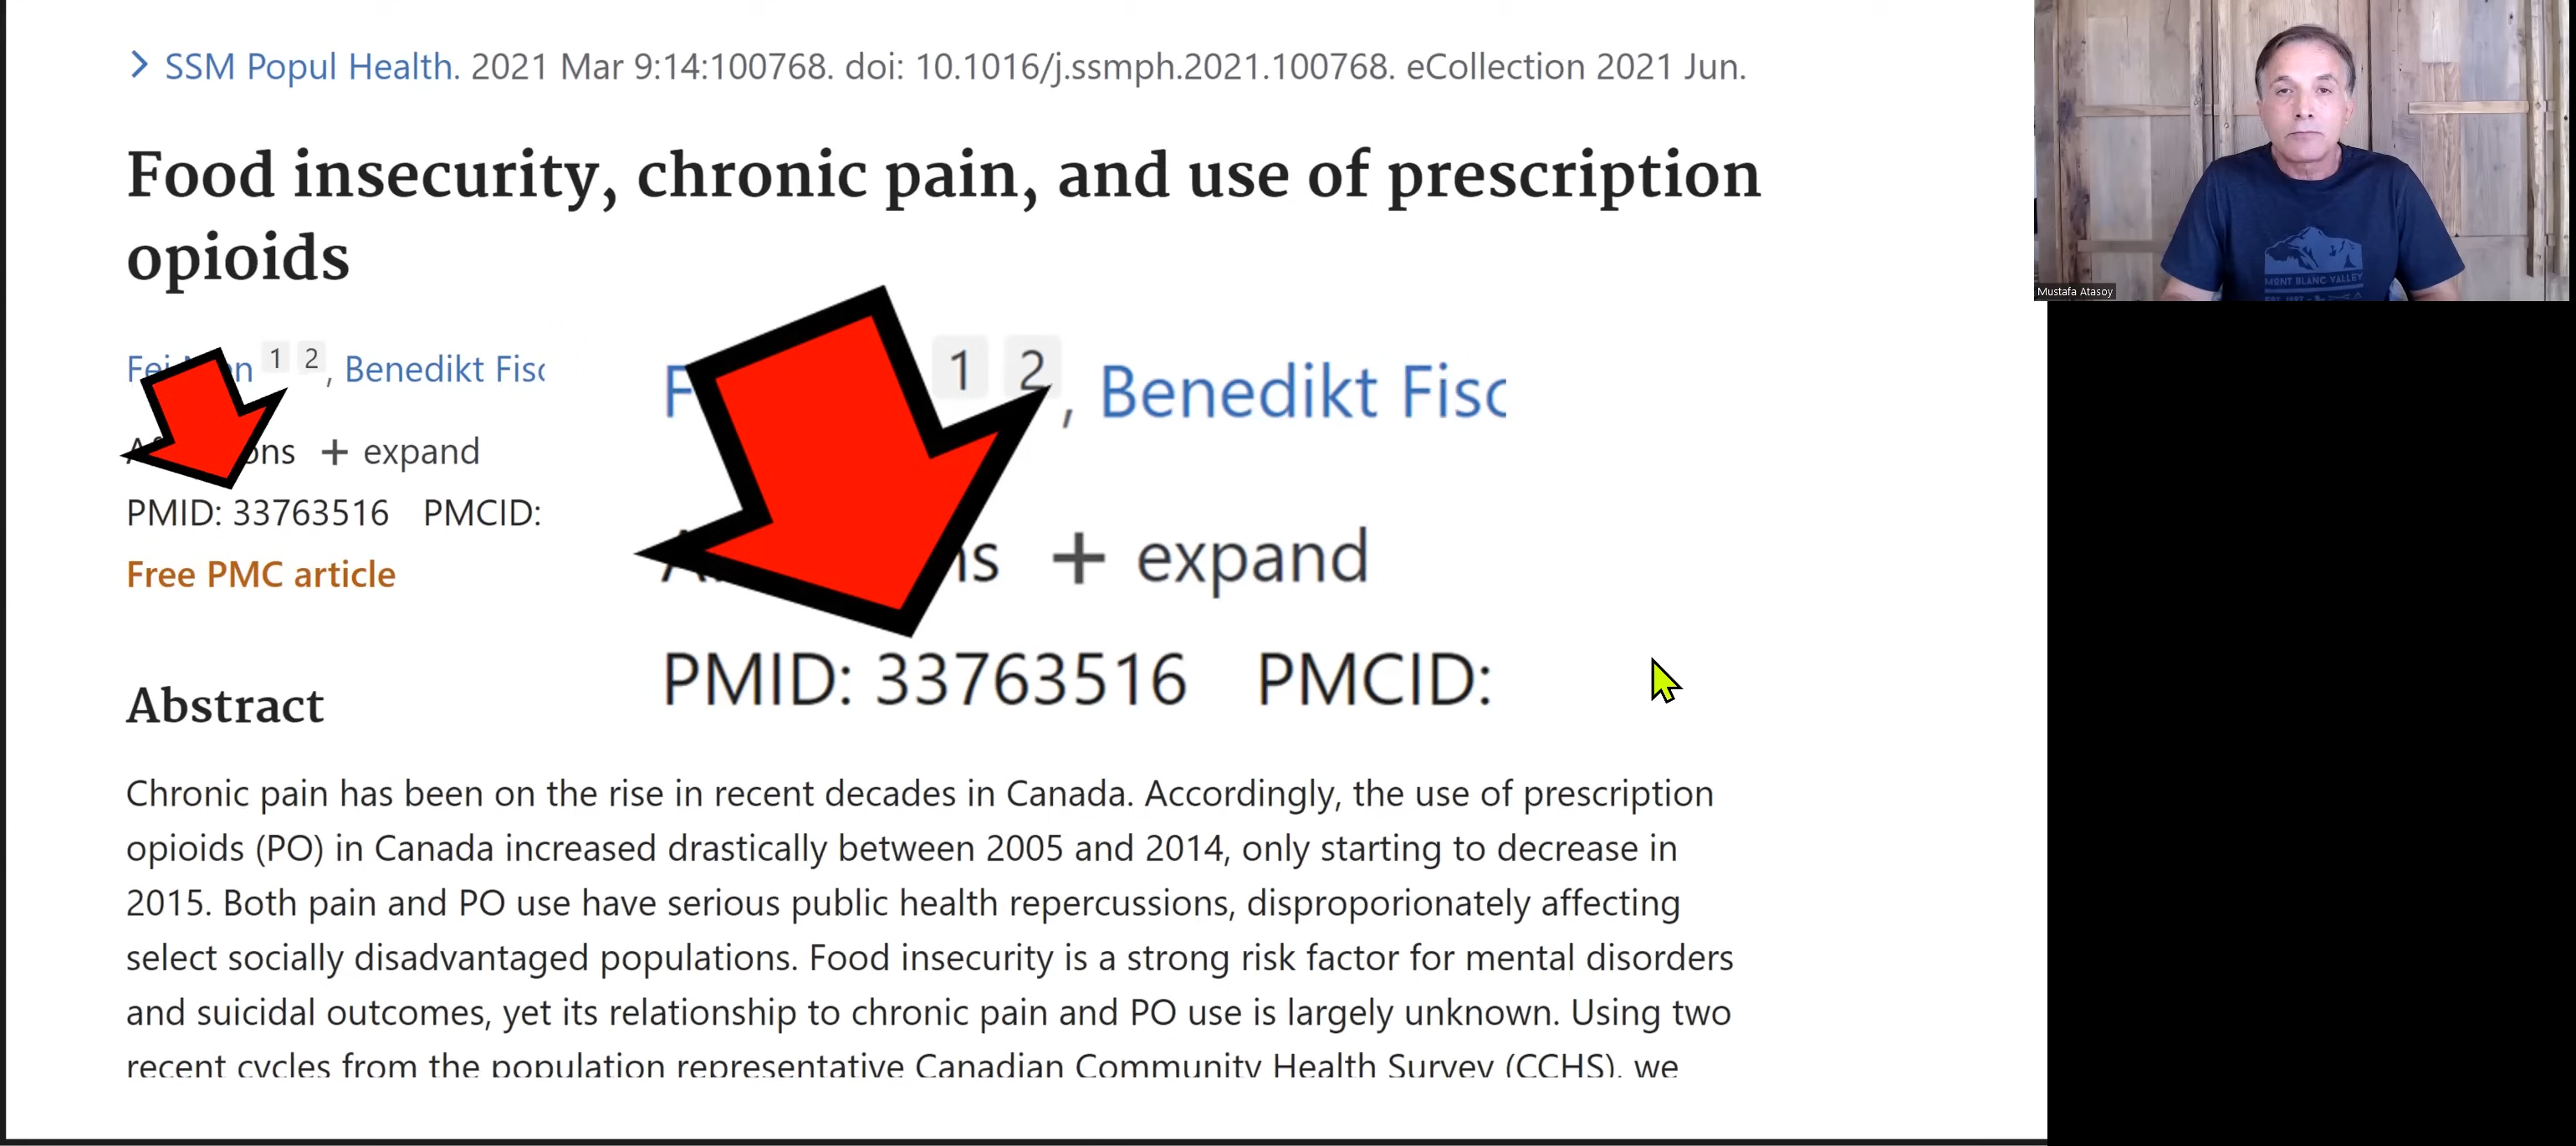 SSM Popul Health. 2021 Mar 9:14:100768. doi: 10.1016/j.ssmph.2021.100768. eCollection 2021 Jun.
Food insecurity, chronic pain, and use of prescription
opioids
1 2, Benedikt Fisc
+ expand
PMID: 33763516 PMCID:
Free PMC article
1 2, Benedikt Fisc
+ expand
PMID: 33763516 PMCID:
Abstract
Chronic pain has been on the rise in recent decades in Canada. Accordingly, the use of prescription
opioids (PO) in Canada increased drastically between 2005 and 2014, only starting to decrease in
2015. Both pain and PO use have serious public health repercussions, disproporionately affecting
select socially disadvantaged populations. Food insecurity is a strong risk factor for mental disorders
and suicidal outcomes, yet its relationship to chronic pain and PO use is largely unknown. Using two
recent cycles from the population representative Canadian Community Health Survey (CCHS), we
MONT BLANC VALLEY
Mustafa Atasoy